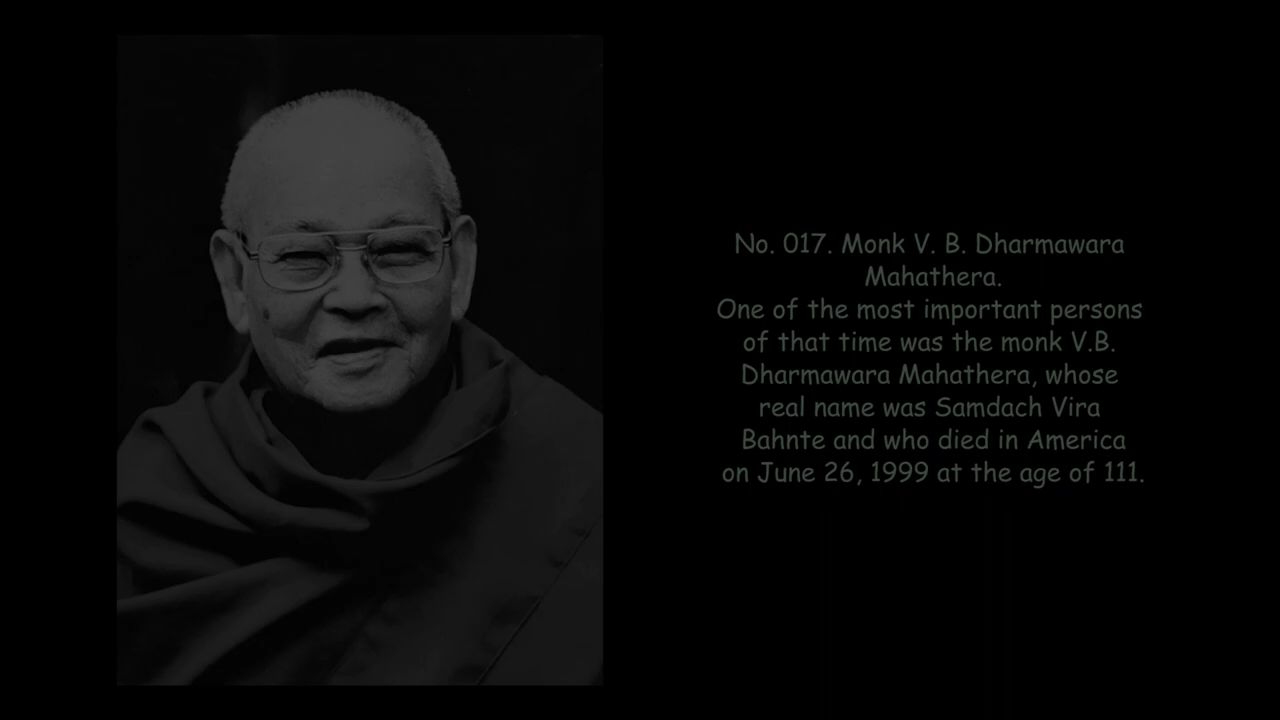 No. 017. Monk V. B. Dharmawara
Mahathera.
One of the most important persons
of that time was the monk V.B.
Dharmawara Mahathera, whose
real name was Samdach Vira
Bahnte and who died in America
on June 26, 1999 at the age of 111.